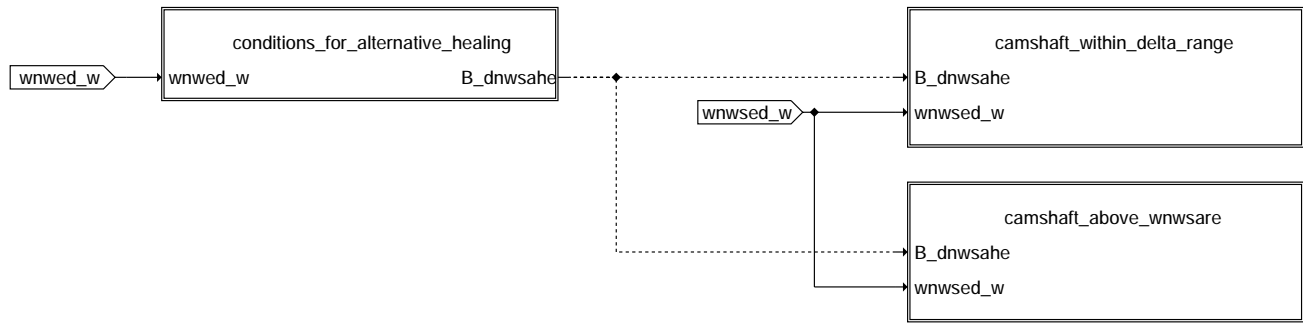 conditions_for_alternative_healing
wnwed_w
wnwed_w
B_dnwsahe
camshaft_within_delta_range
B_dnwsahe
wnwsed_w
wnwsed_w
camshaft_above_wnwsare
B_dnwsahe
wnwsed_w